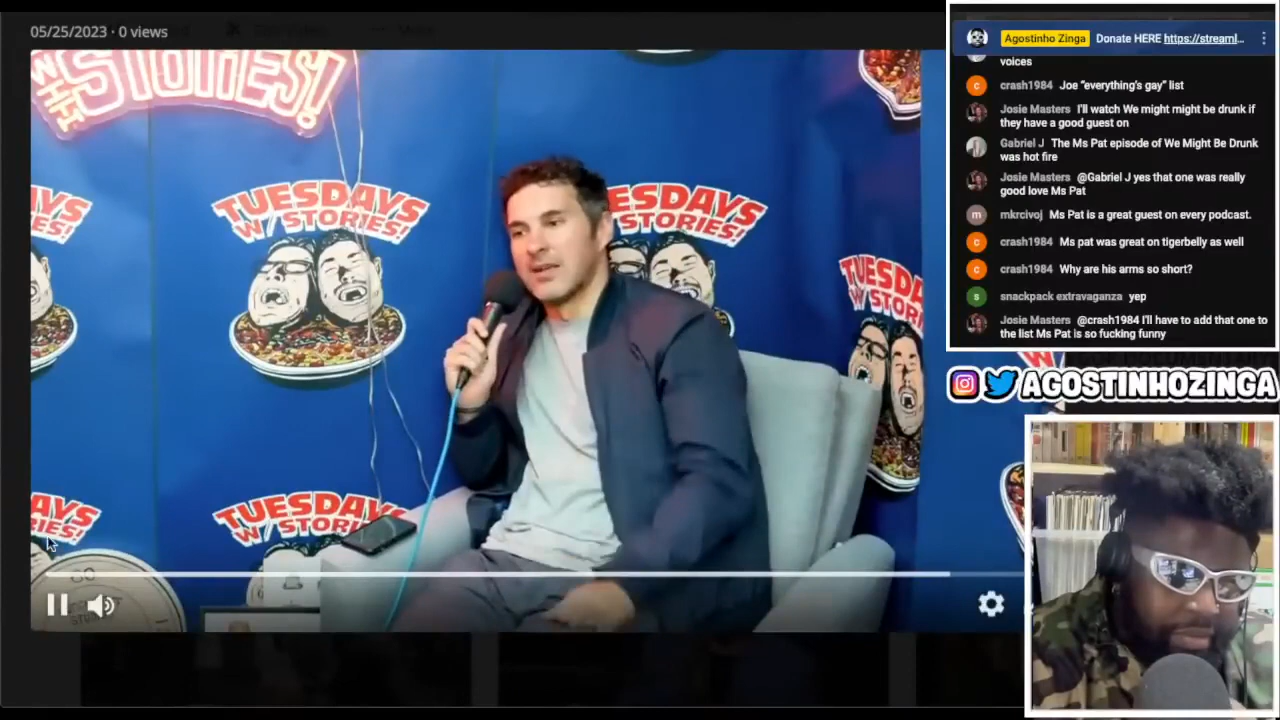 05/25/2023 · 0 views
WITH
STORIES!
TUESDAYS
W/ STORIES!
TUESDAYS
W/ STORIES!
TUESDAYS
W/ STORIES!
Agostinho Zinga Donate HERE https://streaml...
voices
crash1984 Joe “everything’s gay” list
Josie Masters I'll watch We might might be drunk if
they have a good guest on
Gabriel J The Ms Pat episode of We Might Be Drunk
was hot fire
Josie Masters @Gabriel J yes that one was really
good love Ms Pat
mkrcivoj Ms Pat is a great guest on every podcast.
crash1984 Ms pat was great on tigerbelly as well
crash1984 Why are his arms so short?
snackpack extravaganza yep
Josie Masters @crash1984 I'll have to add that one to
the list Ms Pat is so fucking funny
AGOSTINHOZINGA